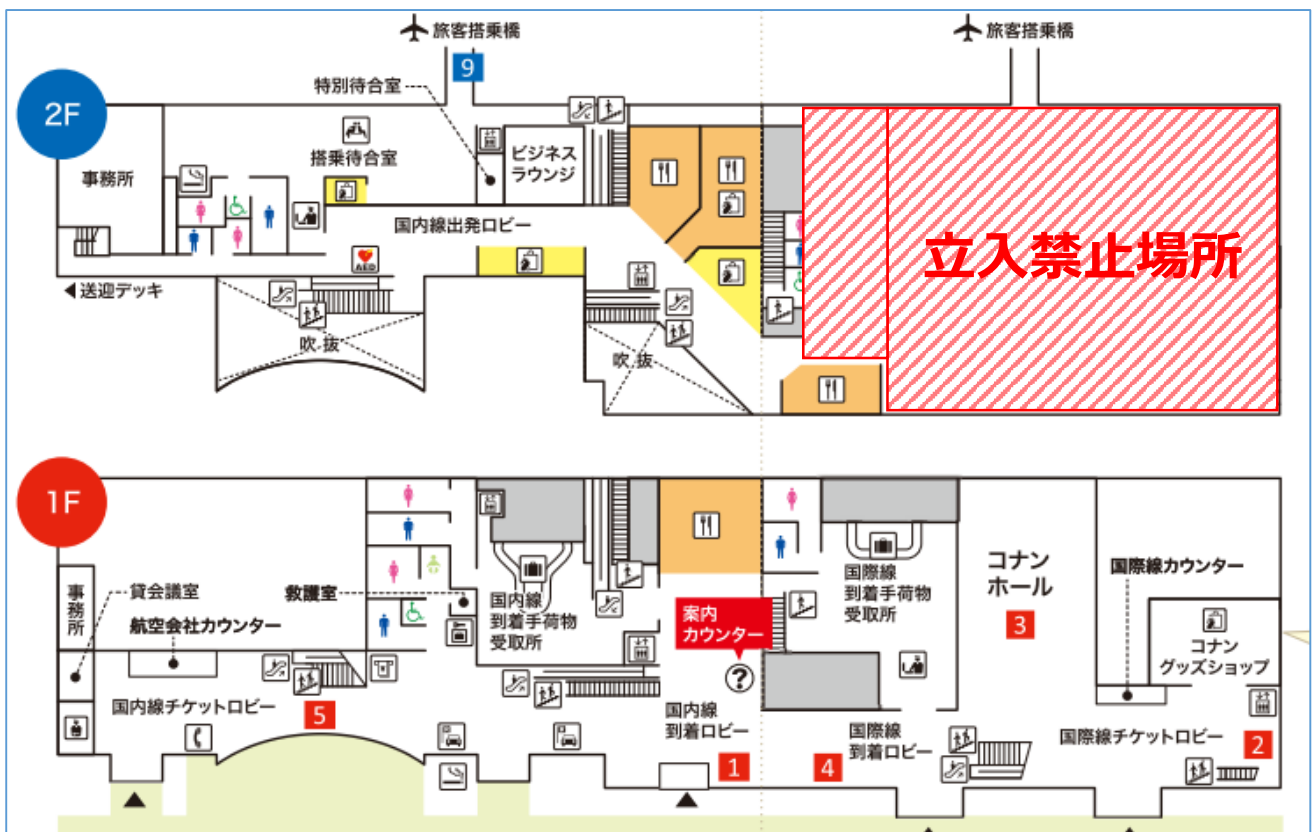 旅客搭乗橋
旅客搭乗橋
9
特別待合室
2F
搭乗待合室
ビジネス
ラウンジ
事務所
国内線出発ロビー
立入禁止場所
AED
送迎デッキ
吹抜
吹抜
1F
コナン
ホール
3
国際線カウンター
事務所
貸会議室
救護室
航空会社カウンター
国内線
到着手荷物
受取所
案内
カウンター
?
国際線
到着手荷物
受取所
コナン
グッズショップ
国内線チケットロビー
5
国内線
到着ロビー
1
国際線
到着ロビー
4
国際線チケットロビー
2